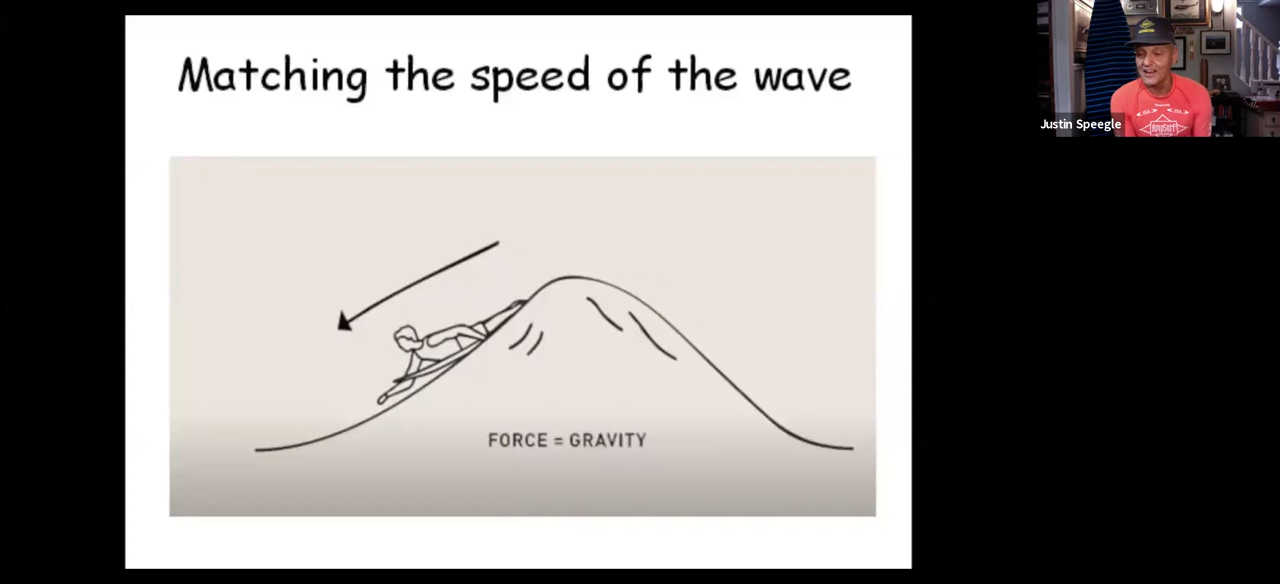 Matching the speed of the wave
FORCE = GRAVITY
Justin Speegle